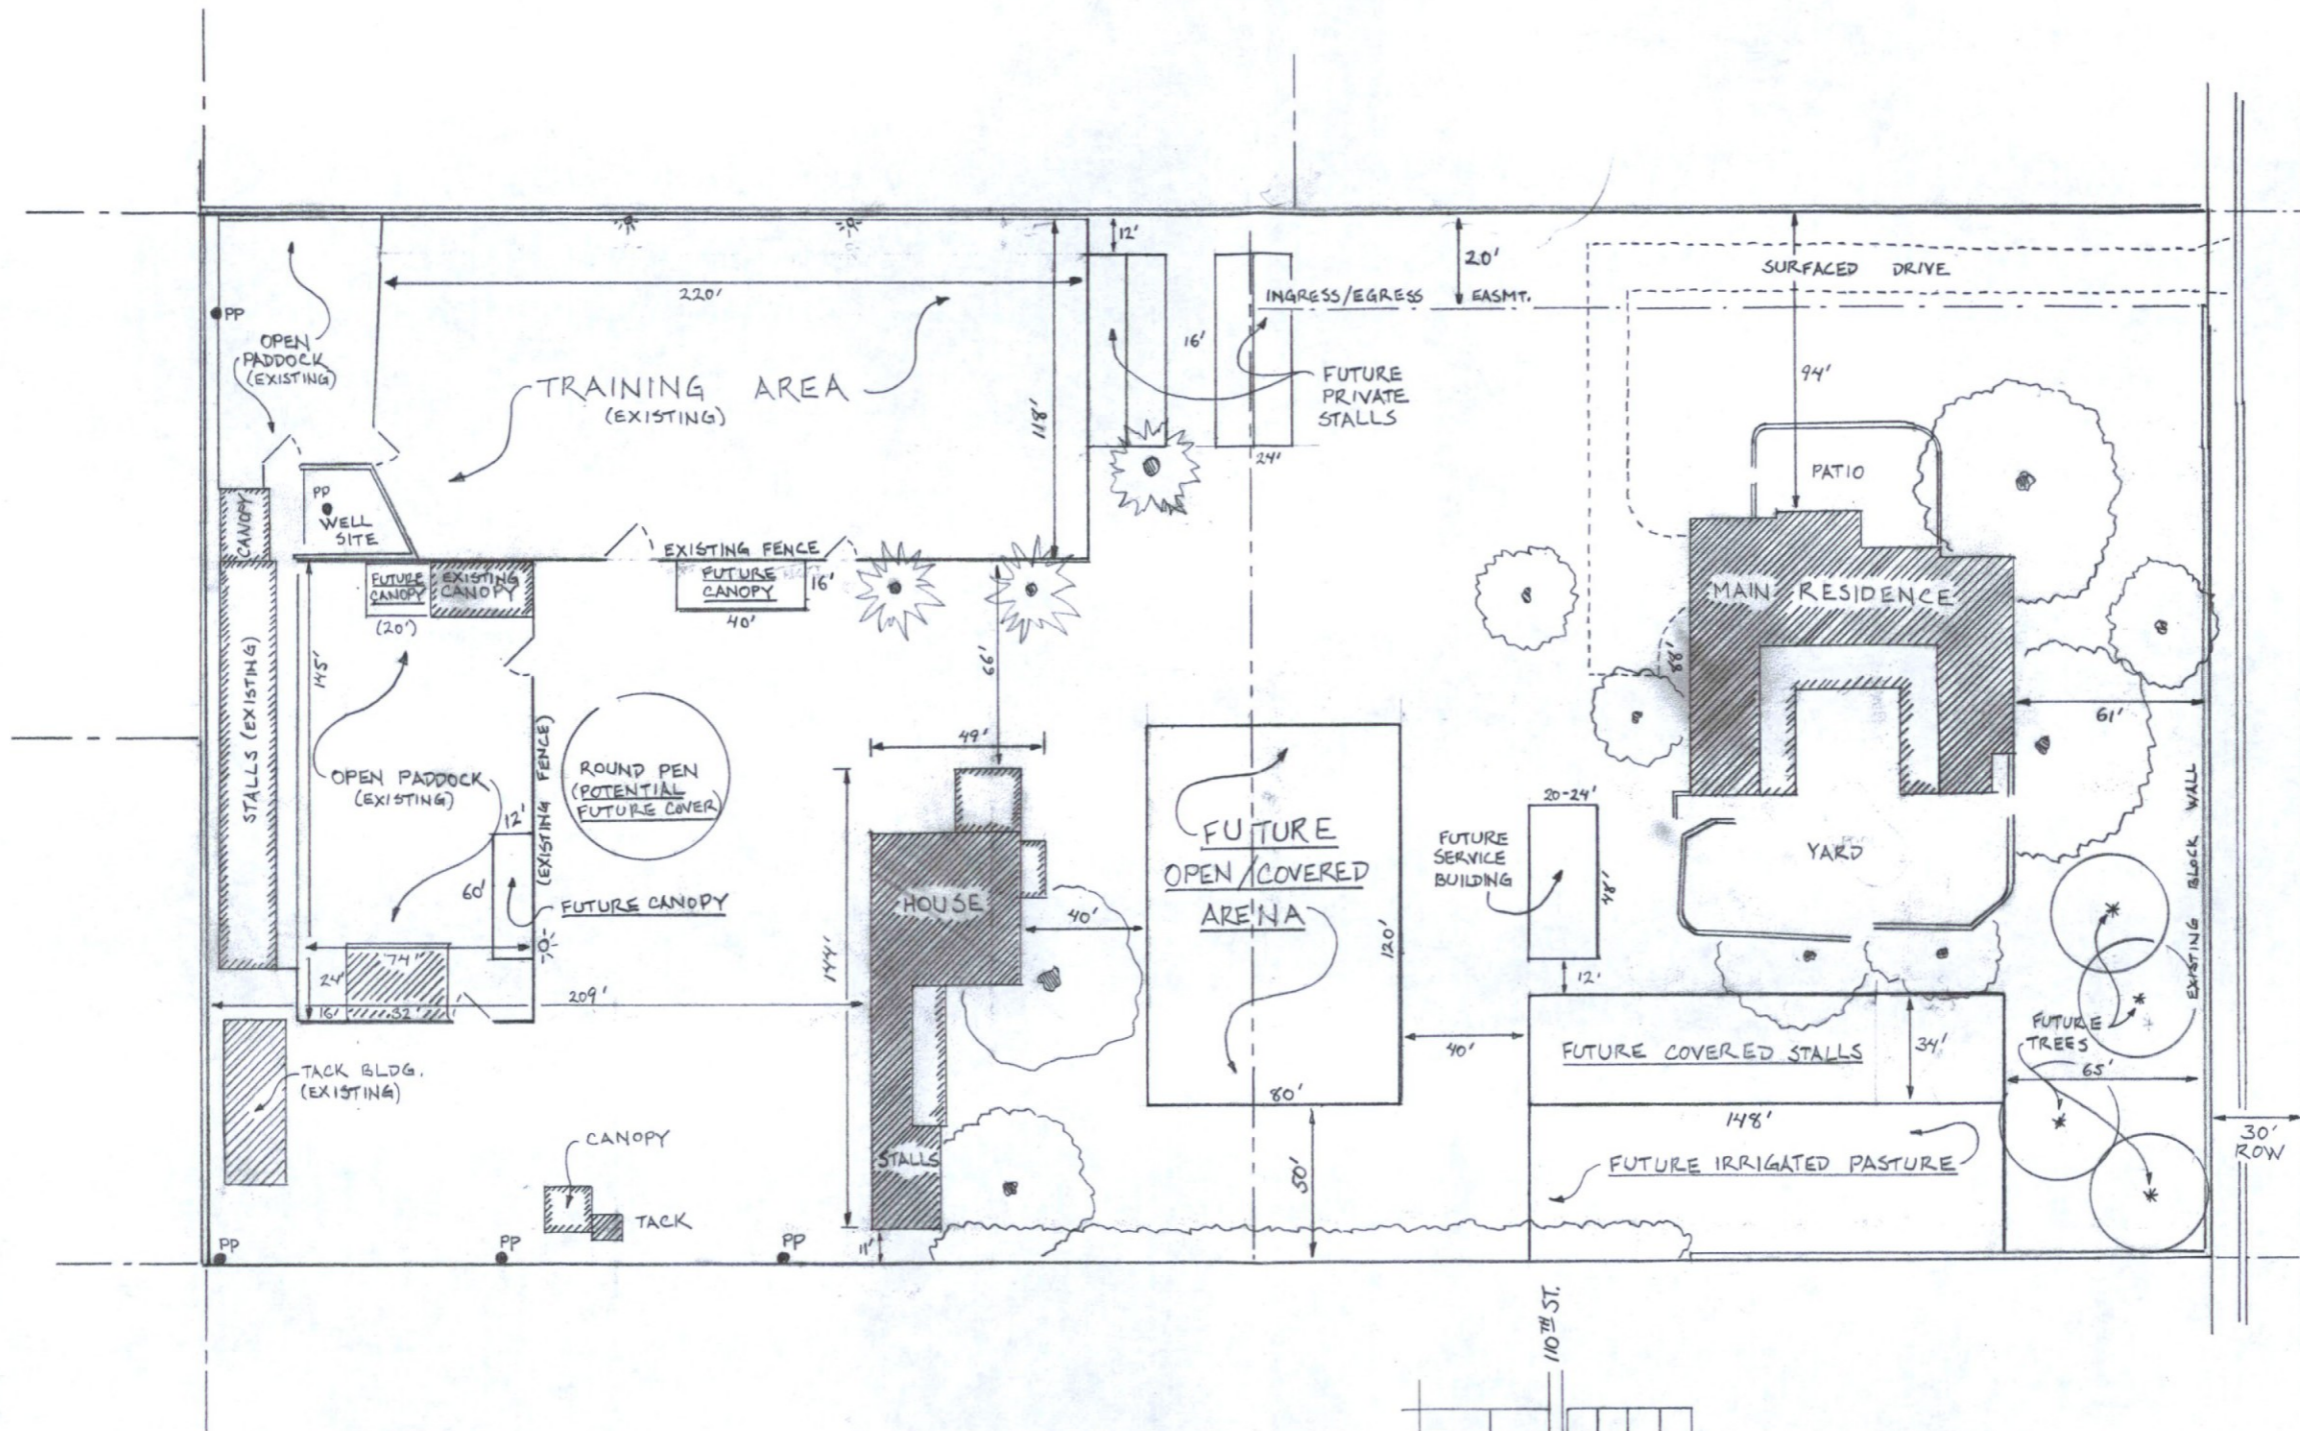 12'
20'
SURFACED DRIVE
220'
INGRESS/EGRESS EASMT.
PP
OPEN
PADDOCK
(EXISTING)
TRAINING AREA
(EXISTING)
118'
16'
FUTURE
PRIVATE
STALLS
94'
24'
PATIO
CANOPY
PP
WELL
SITE
EXISTING FENCE
FUTURE
CANOPY
EXISTING
CANOPY
(20')
FUTURE
CANOPY
16'
40'
MAIN RESIDENCE
88'
66'
145'
STALLS (EXISTING)
61'
49'
(EXISTING FENCE)
ROUND PEN
(POTENTIAL
FUTURE COVER)
OPEN PADDOCK
(EXISTING)
12'
60'
FUTURE CANOPY
HOUSE
40'
FUTURE
OPEN/COVERED
ARENA
120'
80'
20-24'
FUTURE
SERVICE
BUILDING
48'
12'
YARD
EXISTING BLOCK WALL
74"
24'
16'
32'
209'
144'
40'
FUTURE COVERED STALLS
34'
FUTURE
TREES
65'
TACK BLDG.
(EXISTING)
148'
30'
ROW
CANOPY
STALLS
50'
FUTURE IRRIGATED PASTURE
TACK
PP
PP
PP
11'
110TH ST.